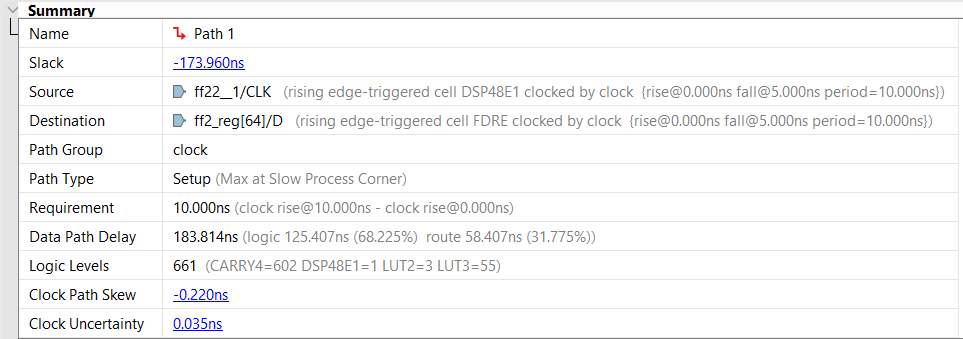 Summary
Name Path 1
Slack -173.960ns
Source ff22__1/CLK (rising edge-triggered cell DSP48E1 clocked by clock {rise@0.000ns fall@5.000ns period=10.000ns})
Destination ff2_reg[64]/D (rising edge-triggered cell FDRE clocked by clock {rise@0.000ns fall@5.000ns period=10.000ns})
Path Group clock
Path Type Setup (Max at Slow Process Corner)
Requirement 10.000ns (clock rise@10.000ns - clock rise@0.000ns)
Data Path Delay 183.814ns (logic 125.407ns (68.225%) route 58.407ns (31.775%))
Logic Levels 661 (CARRY4=602 DSP48E1=1 LUT2=3 LUT3=55)
Clock Path Skew -0.220ns
Clock Uncertainty 0.035ns